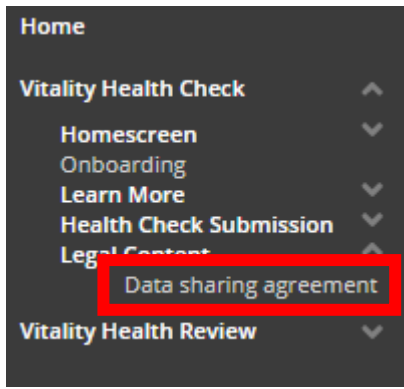 Home
Vitality Health Check
Homescreen
Onboarding
Learn More
Health Check Submission
Legal Content
Data sharing agreement
Vitality Health Review